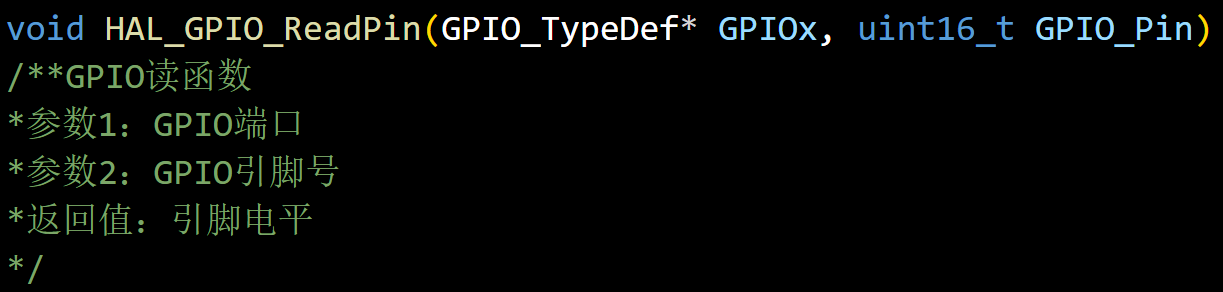 void HAL_GPIO_ReadPin(GPIO_TypeDef* GPIOx, uint16_t GPIO_Pin)
/**GPIO读函数
*参数1：GPIO端口
*参数2：GPIO引脚号
*返回值：引脚电平
*/